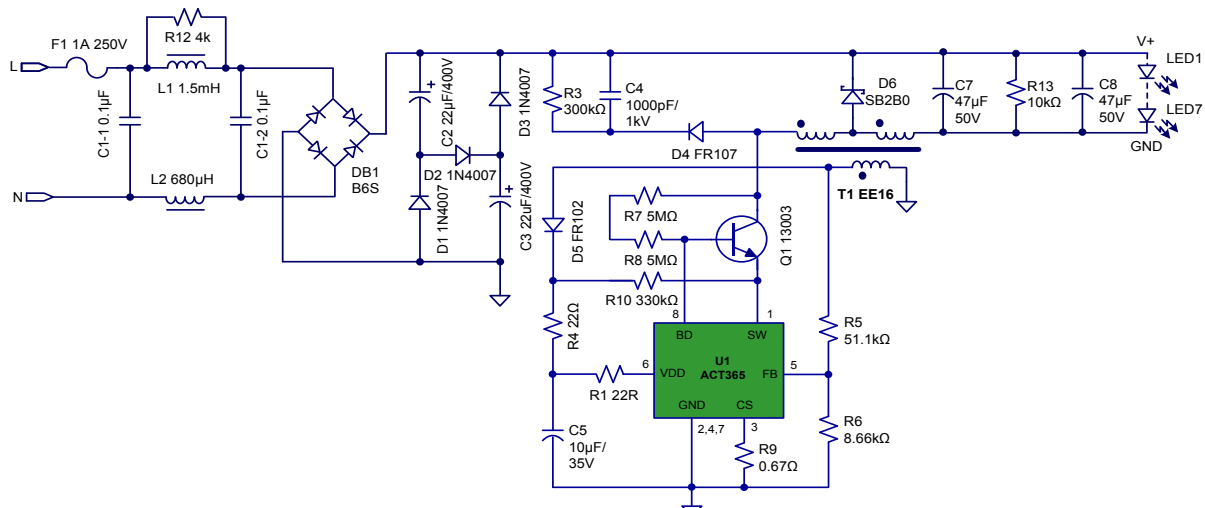 R12 4k
F1 1A 250V
L
L1 1.5mH
C1-1 0.1µF
C1-2 0.1µF
N
L2 680µH
DB1
B6S
C2 22µF/400V
D3 1N4007
D2 1N4007
D1 1N4007
C3 22uF/400V
R3
300kΩ
C4
1000pF/
1kV
D4 FR107
D6
SB2B0
C7
47µF
50V
R13
10kΩ
C8
47µF
50V
V+
LED1
LED7
GND
T1 EE16
D5 FR102
R7 5MΩ
R8 5MΩ
Q1 13003
R10 330kΩ
R4 22Ω
8
1
BD
SW
U1
ACT365
6
VDD
FB
5
R1 22R
GND
CS
2,4,7
3
R5
51.1kΩ
R6
8.66kΩ
C5
10µF/
35V
R9
0.67Ω